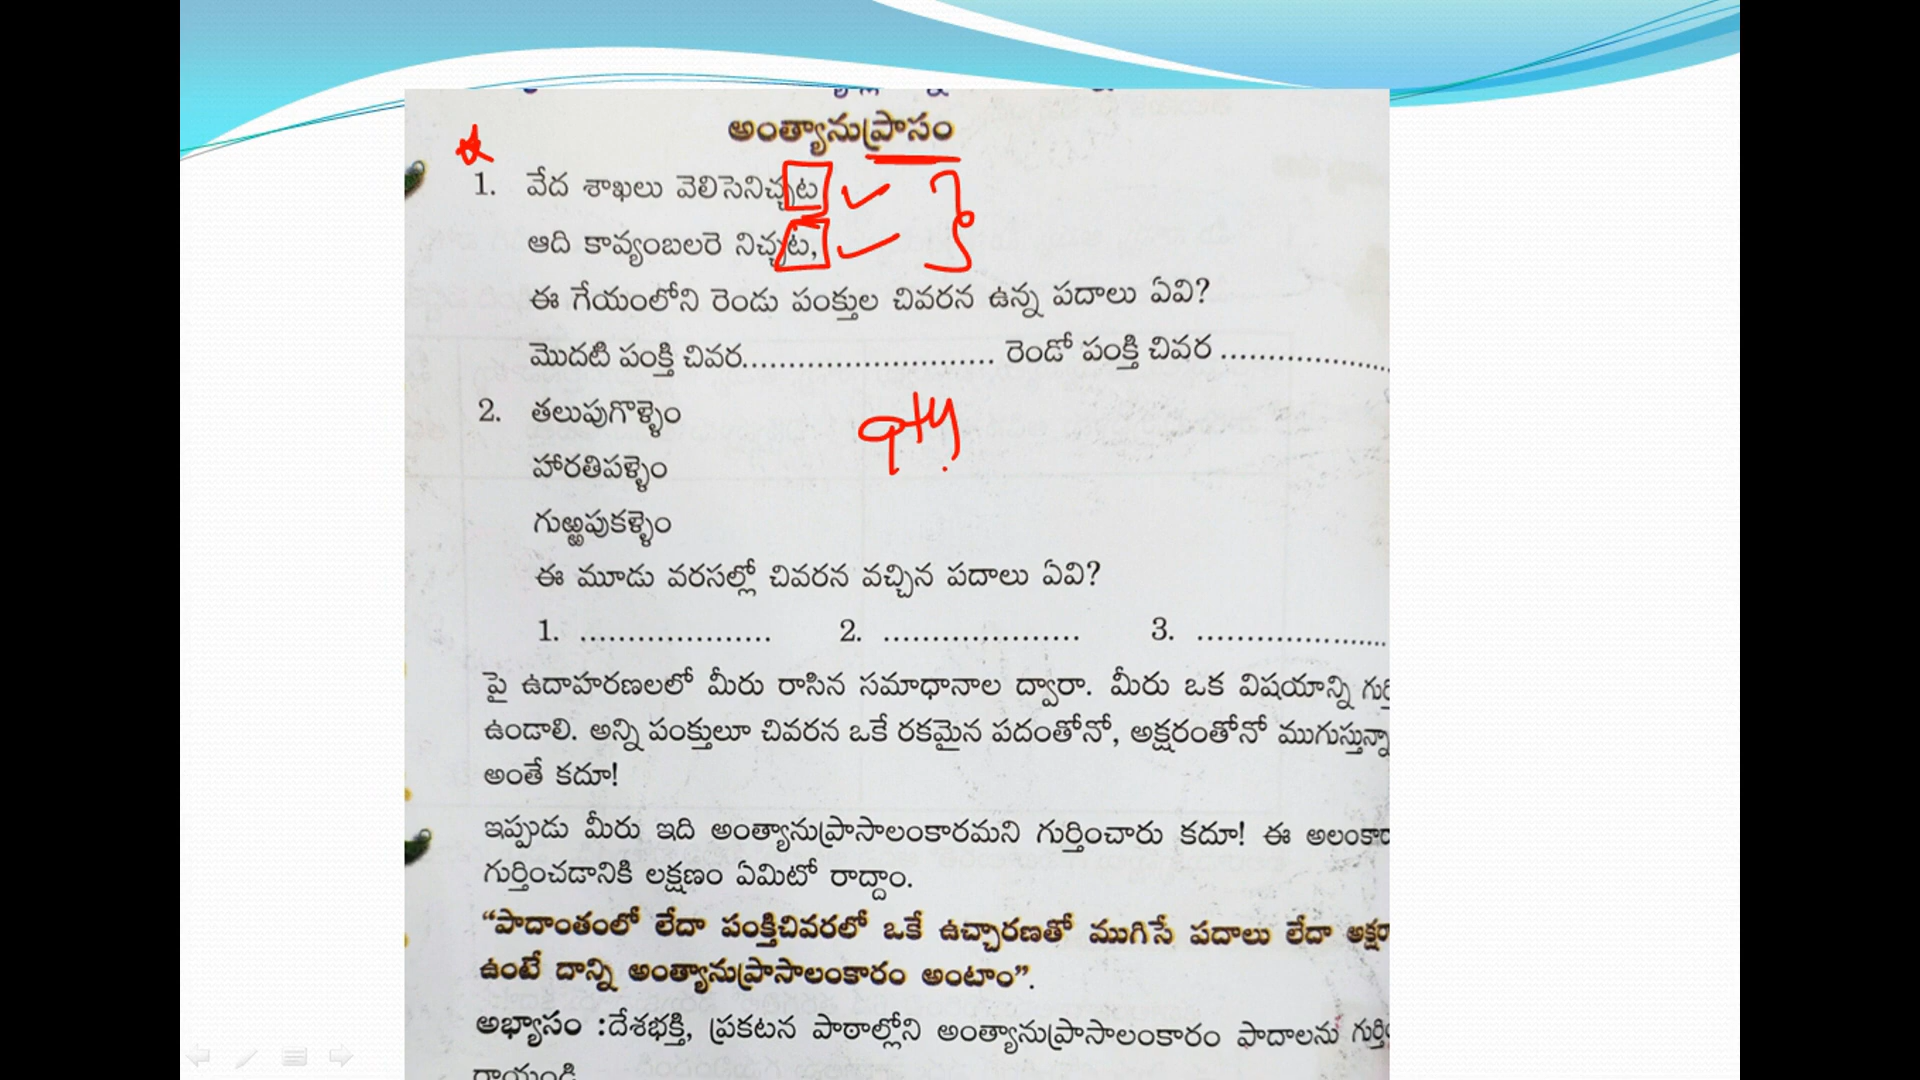 అంత్యానుప్రాసం
1. వేద శాఖలు వెలిసెనిచ్చట
ఆది కావ్యంబలరె నిచ్చట,
ఈ గేయంలోని రెండు పంక్తుల చివరన ఉన్న పదాలు ఏవి?
మొదటి పంక్తి చివర........................ రెండో పంక్తి చివర ..................
2. తలుపుగొళ్ళెం
హారతిపళ్ళెం
గుఱ్ఱపుకళ్ళెం
ఈ మూడు వరసల్లో చివరన వచ్చిన పదాలు ఏవి?
1. .................... 2. .................... 3. ....................
పై ఉదాహరణలలో మీరు రాసిన సమాధానాల ద్వారా. మీరు ఒక విషయాన్ని
ఉండాలి. అన్ని పంక్తులూ చివరన ఒకే రకమైన పదంతోనో, అక్షరంతోనో ముగుస్తున్నా
అంతే కదూ!
ఇప్పుడు మీరు ఇది అంత్యానుప్రాసాలంకారమని గుర్తించారు కదూ! ఈ అలంకా
గుర్తించడానికి లక్షణం ఏమిటో రాద్దాం.
“పాదాంతంలో లేదా పంక్తిచివరలో ఒకే ఉచ్చారణతో ముగిసే పదాలు లేదా అక్ష
ఉంటే దాన్ని అంత్యానుప్రాసాలంకారం అంటాం”.
అభ్యాసం :దేశభక్తి, ప్రకటన పాఠాల్లోని అంత్యానుప్రాసాలంకారం పాదాలను